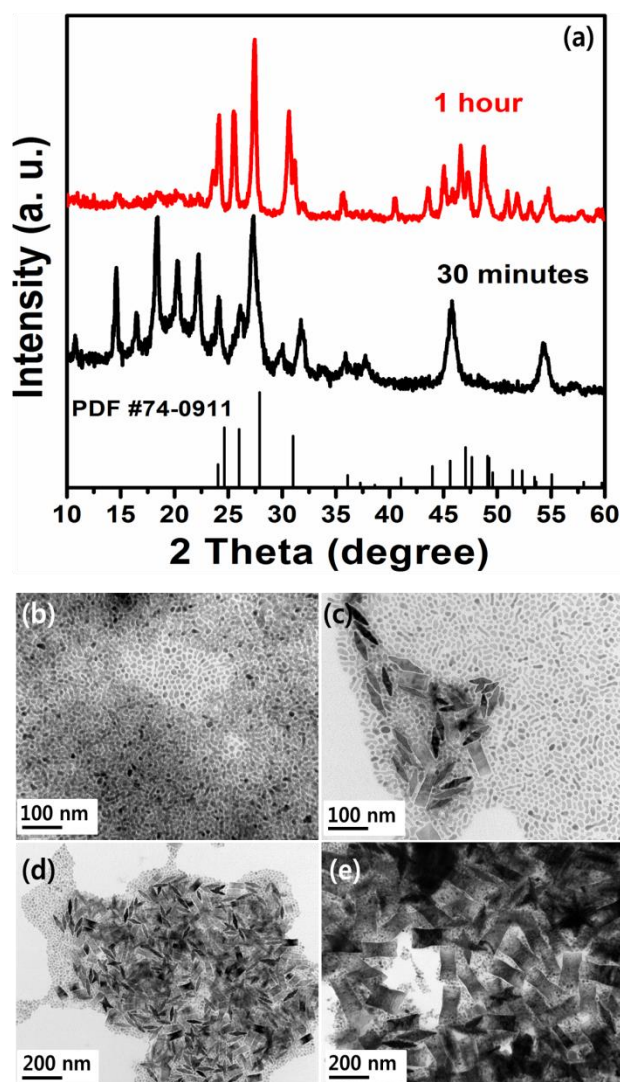 (a)
1 hour
30 minutes
PDF #74-0911
Intensity (a. u.)
10 15 20 25 30 35 40 45 50 55 60
2 Theta (degree)
(b)
100 nm
(c)
100 nm
(d)
200 nm
(e)
200 nm